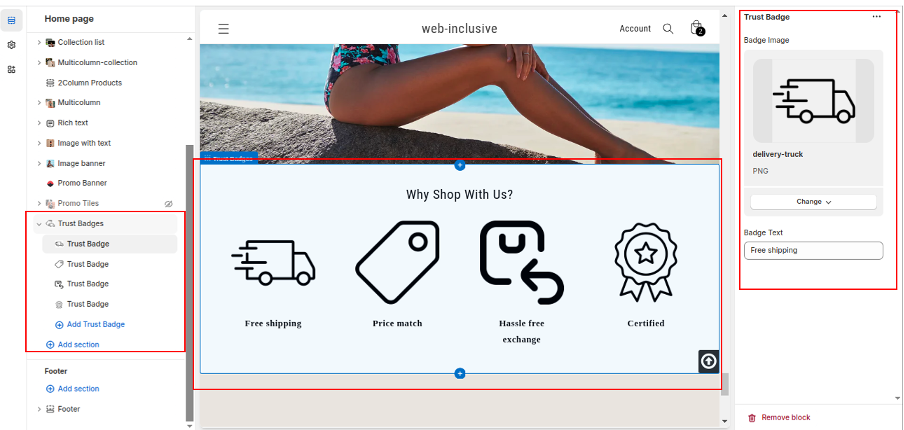 Home page
Collection list
Multicolumn-collection
2Column Products
Multicolumn
Rich text
Image with text
Image banner
Promo Banner
Promo Tiles
Trust Badges
Trust Badge
Trust Badge
Trust Badge
Trust Badge
Add Trust Badge
Add section
Footer
Add section
Footer
web-inclusive
Account
2
Trust Badges
Why Shop With Us?
Free shipping
Price match
Hassle free
exchange
Certified
Trust Badge
Badge Image
delivery-truck
PNG
Change
Badge Text
Free shipping
Remove block